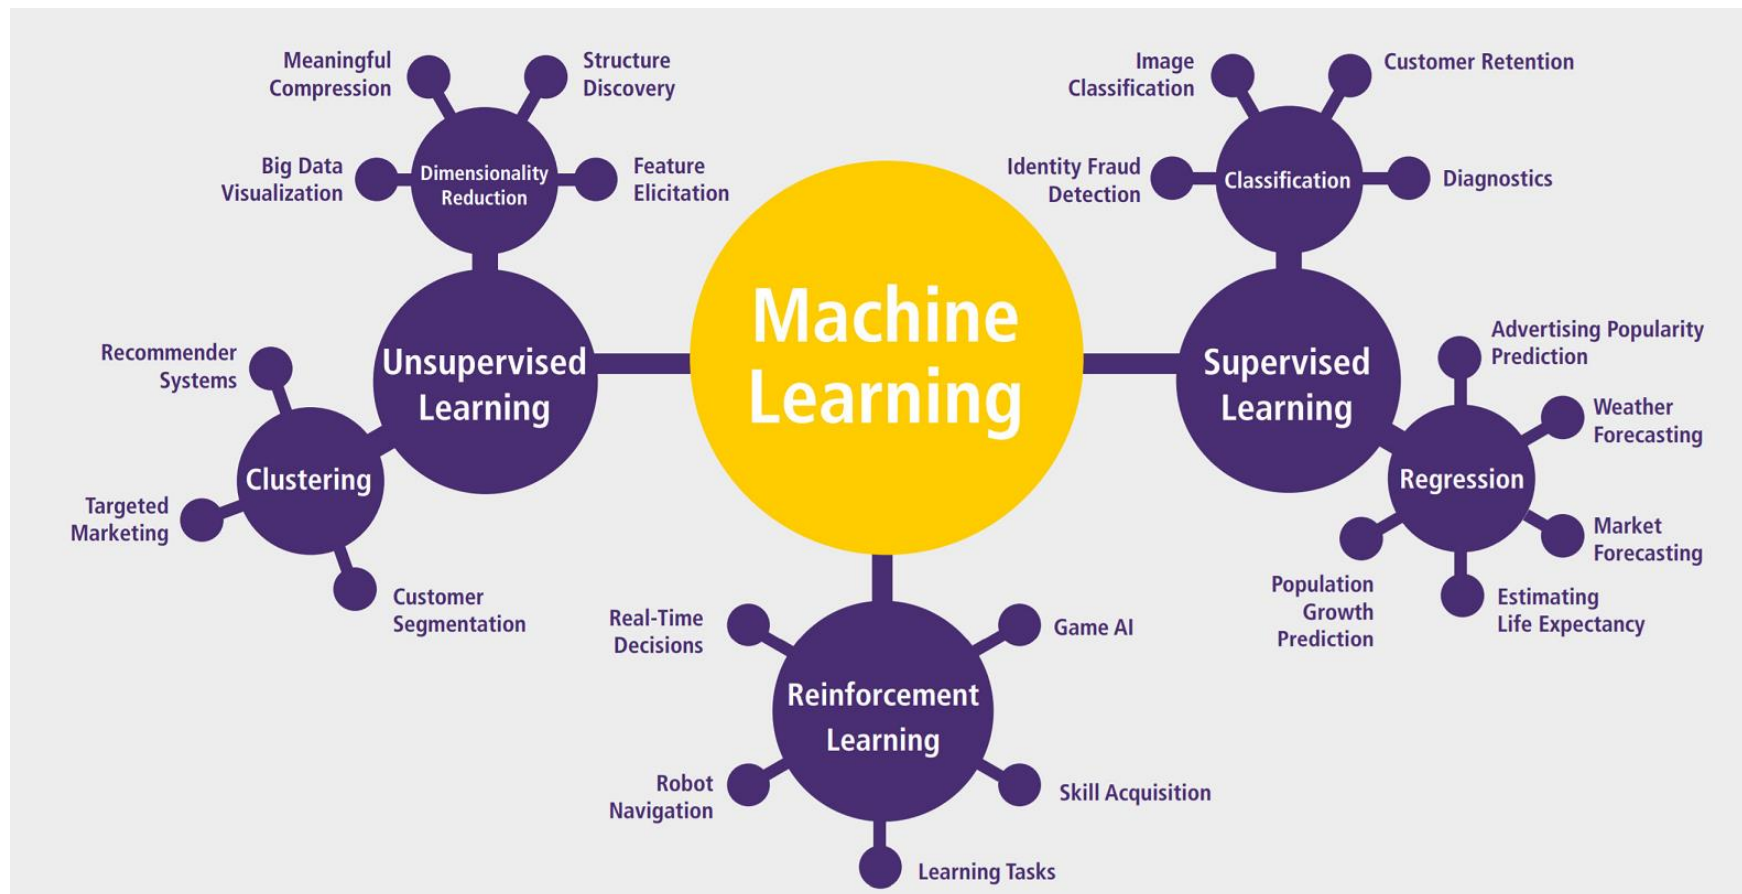 Meaningful
Compression
Structure
Discovery
Big Data
Visualization
Dimensionality
Reduction
Feature
Elicitation
Unsupervised
Learning
Recommender
Systems
Clustering
Targeted
Marketing
Customer
Segmentation
Machine
Learning
Image
Classification
Customer Retention
Identity Fraud
Detection
Classification
Diagnostics
Supervised
Learning
Advertising Popularity
Prediction
Weather
Forecasting
Regression
Market
Forecasting
Population
Growth
Prediction
Estimating
Life Expectancy
Real-Time
Decisions
Game AI
Reinforcement
Learning
Robot
Navigation
Skill Acquisition
Learning Tasks